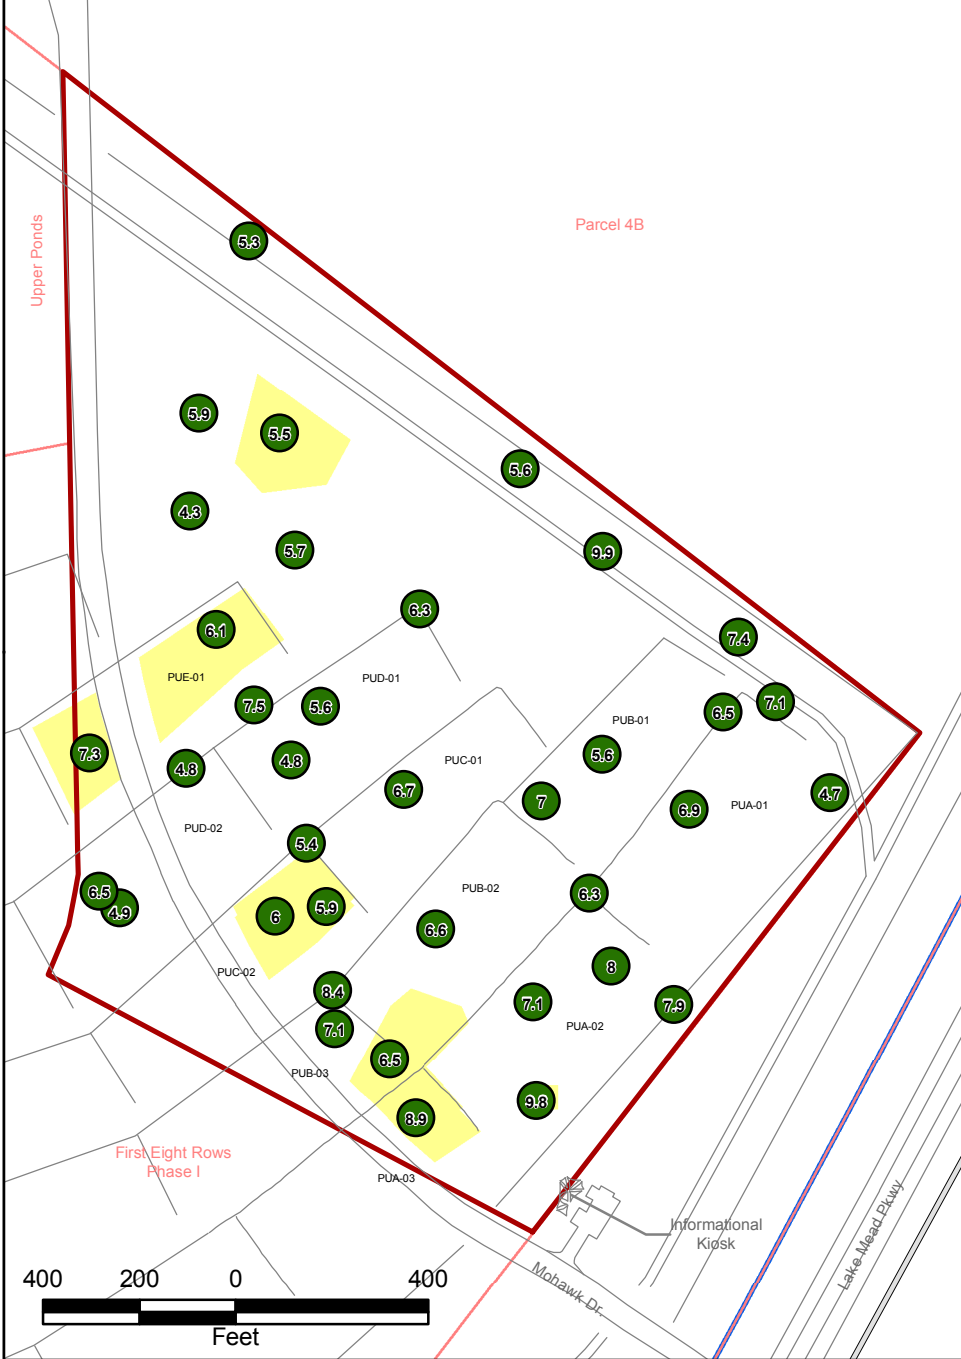 Parcel 4B
Upper Ponds
5.3
5.9
5.5
5.6
4.3
5.7
9.9
6.3
6.1
7.4
PUE-01
PUD-01
7.5
5.6
6.5
7.1
PUB-01
7.3
4.8
4.8
5.6
PUC-01
6.7
7
6.9
PUA-01
4.7
PUD-02
5.4
6.5
4.9
PUB-02
6.3
6
5.9
6.6
PUC-02
8
8.4
7.1
7.9
7.1
PUA-02
6.5
PUB-03
9.8
8.9
First Eight Rows
Phase I
PUA-03
Informational
Kiosk
Lake Mead Pkwy
Mohawk Dr.
400 200 0 400
Feet